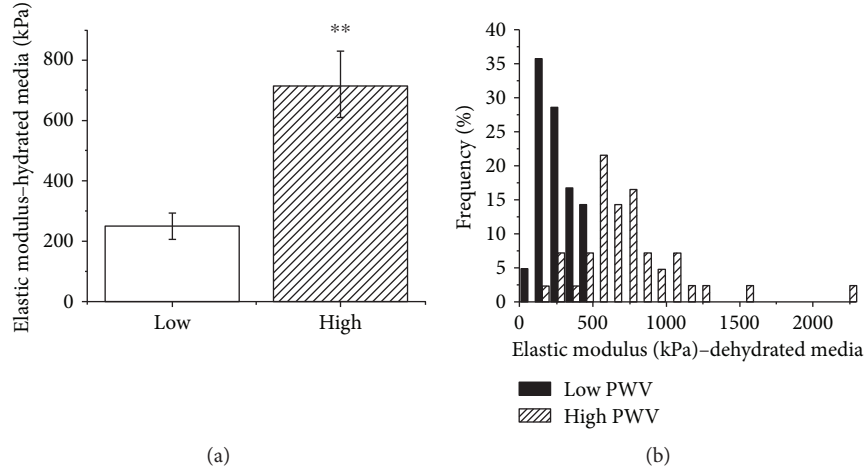 Elastic modulus–hydrated media (kPa)
800
600
400
200
0
**
Low
High
(a)
Frequency (%)
40
35
30
25
20
15
10
5
0
0
500
1000
1500
2000
Elastic modulus (kPa)–dehydrated media
Low PWV
High PWV
(b)